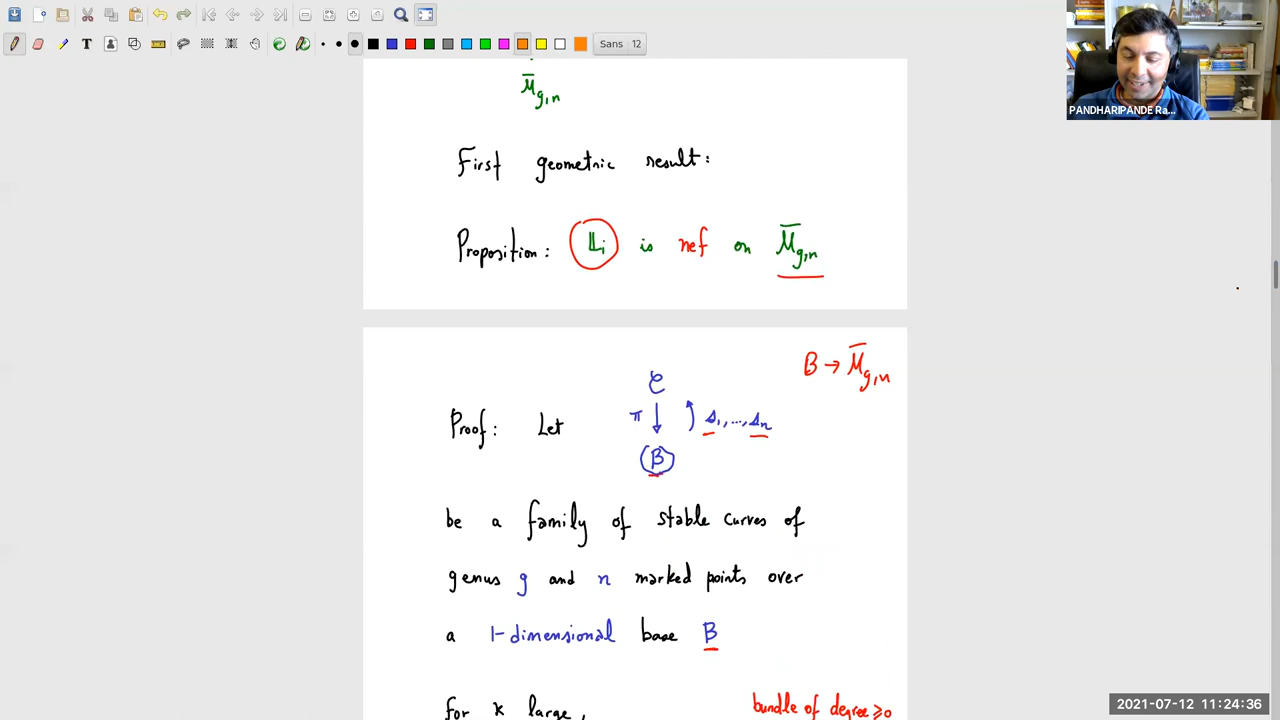 Sans 12
PANDHARIPANDE Ra...
M̄g,n
First geometric result:
Proposition: 𝕃i is nef on M̄g,n
B → M̄g,n
Proof: Let
𝒞
π s1,...,sn
B
be a family of stable curves of
genus g and n marked points over
a 1-dimensional base B
for k large, bundle of degree ≥0
2021-07-12 11:24:36